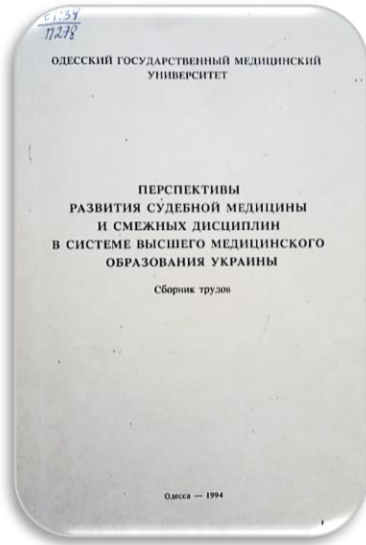 П278
ОДЕССКИЙ ГОСУДАРСТВЕННЫЙ МЕДИЦИНСКИЙ
УНИВЕРСИТЕТ
ПЕРСПЕКТИВЫ
РАЗВИТИЯ СУДЕБНОЙ МЕДИЦИНЫ
И СМЕЖНЫХ ДИСЦИПЛИН
В СИСТЕМЕ ВЫСШЕГО МЕДИЦИНСКОГО
ОБРАЗОВАНИЯ УКРАИНЫ
Сборник трудов
Одесса — 1994